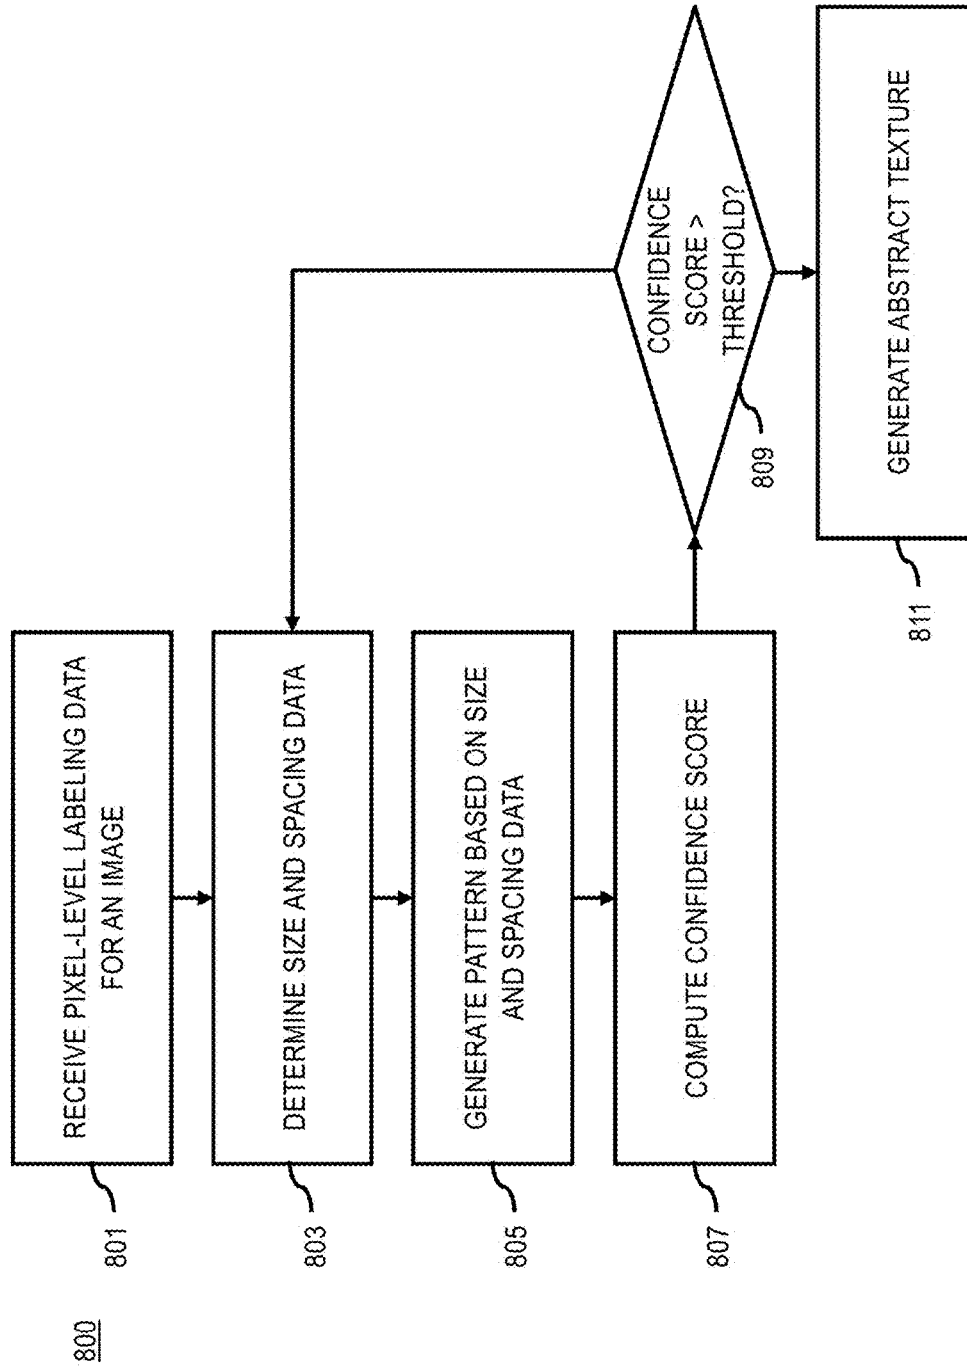 800
801
RECEIVE PIXEL-LEVEL LABELING DATA
FOR AN IMAGE
803
DETERMINE SIZE AND SPACING DATA
805
GENERATE PATTERN BASED ON SIZE
AND SPACING DATA
807
COMPUTE CONFIDENCE SCORE
809
CONFIDENCE
SCORE >
THRESHOLD?
811
GENERATE ABSTRACT TEXTURE